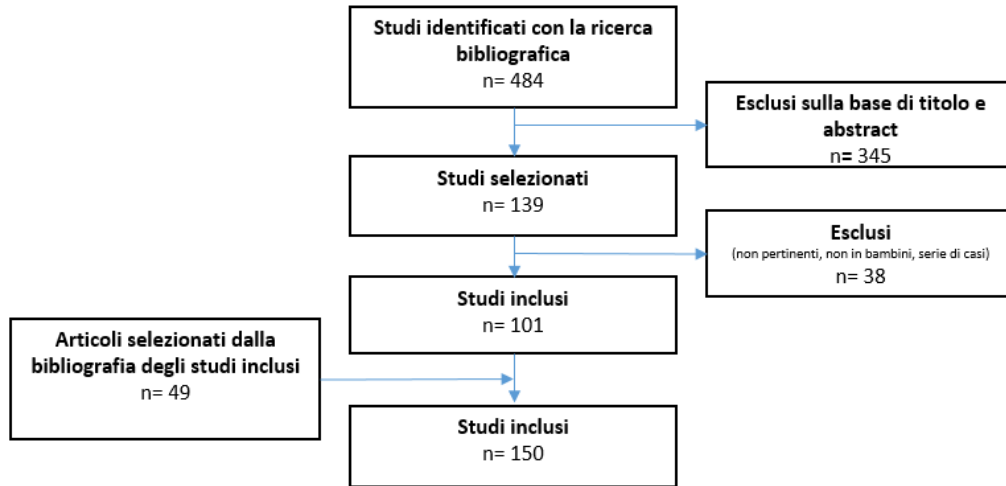 Studi identificati con la ricerca
bibliografica
n= 484
Esclusi sulla base di titolo e
abstract
n= 345
Studi selezionati
n= 139
Esclusi
(non pertinenti, non in bambini, serie di casi)
n= 38
Studi inclusi
n= 101
Articoli selezionati dalla
bibliografia degli studi inclusi
n= 49
Studi inclusi
n= 150